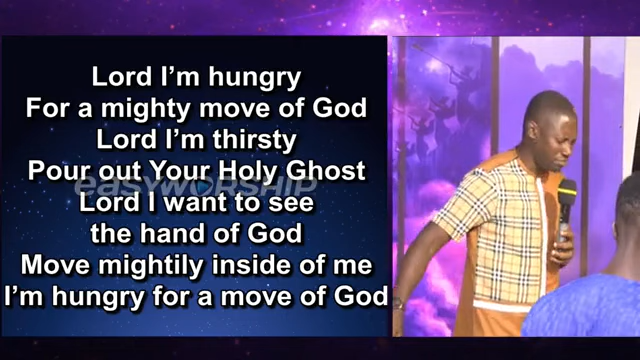 Lord I’m hungry
For a mighty move of God
Lord I’m thirsty
Pour out Your Holy Ghost
easyworship
Lord I want to see
the hand of God
Move mightily inside of me
I’m hungry for a move of God